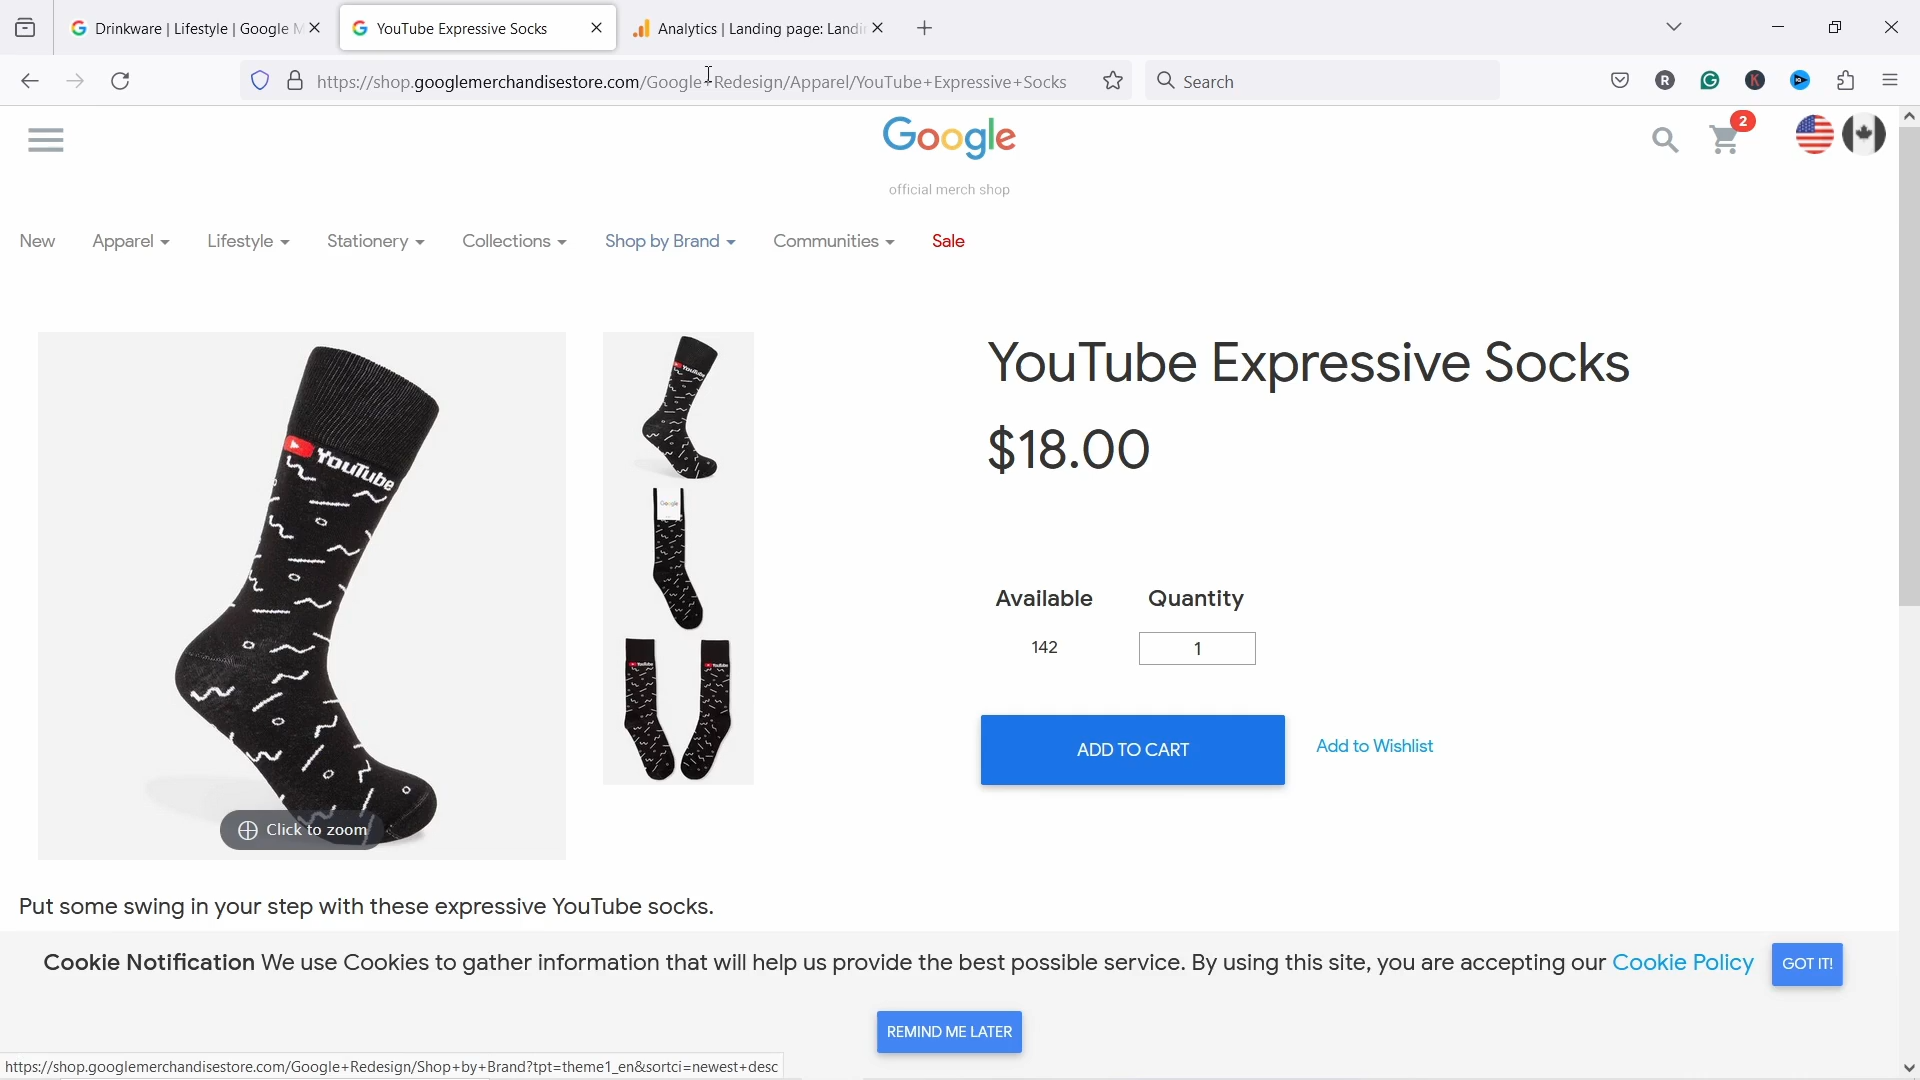 Drinkware | Lifestyle | Google M
YouTube Expressive Socks
Analytics | Landing page: Landi
https://shop.googlemerchandisestore.com/Google+Redesign/Apparel/YouTube+Expressive+Socks
Search
Google
official merch shop
2
New
Apparel
Lifestyle
Stationery
Collections
Shop by Brand
Communities
Sale
YouTube
Click to zoom
YouTube
Google
YouTube YouTube
YouTube Expressive Socks
$18.00
Available Quantity
142 1
ADD TO CART
Add to Wishlist
Put some swing in your step with these expressive YouTube socks.
Cookie Notification We use Cookies to gather information that will help us provide the best possible service. By using this site, you are accepting our Cookie Policy
GOT IT!
REMIND ME LATER
https://shop.googlemerchandisestore.com/Google+Redesign/Shop+by+Brand?tpt=theme1_en&sortci=newest+desc